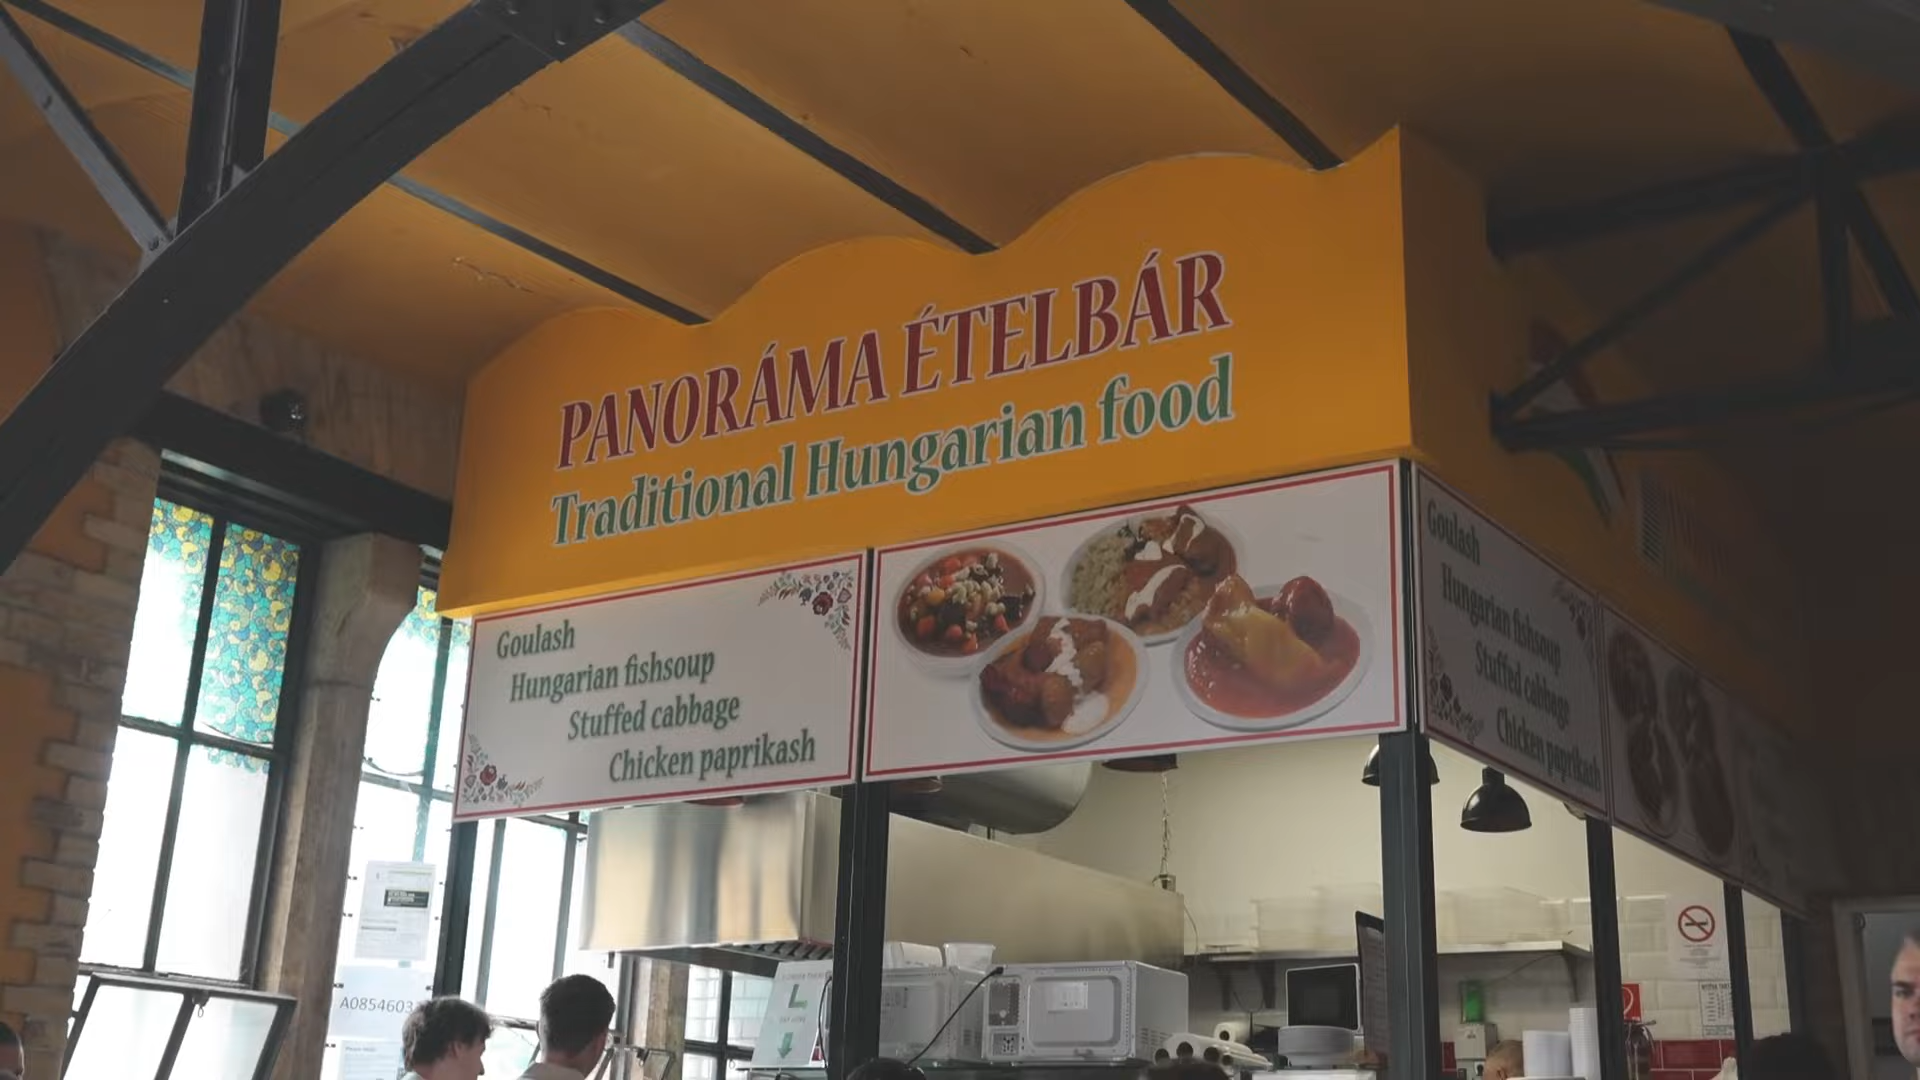 PANORÁMA ÉTELBÁR
Traditional Hungarian food
Goulash
Hungarian fishsoup
Stuffed cabbage
Chicken paprikash
Goulash
Hungarian fishsoup
Stuffed cabbage
Chicken paprikash
A0854603